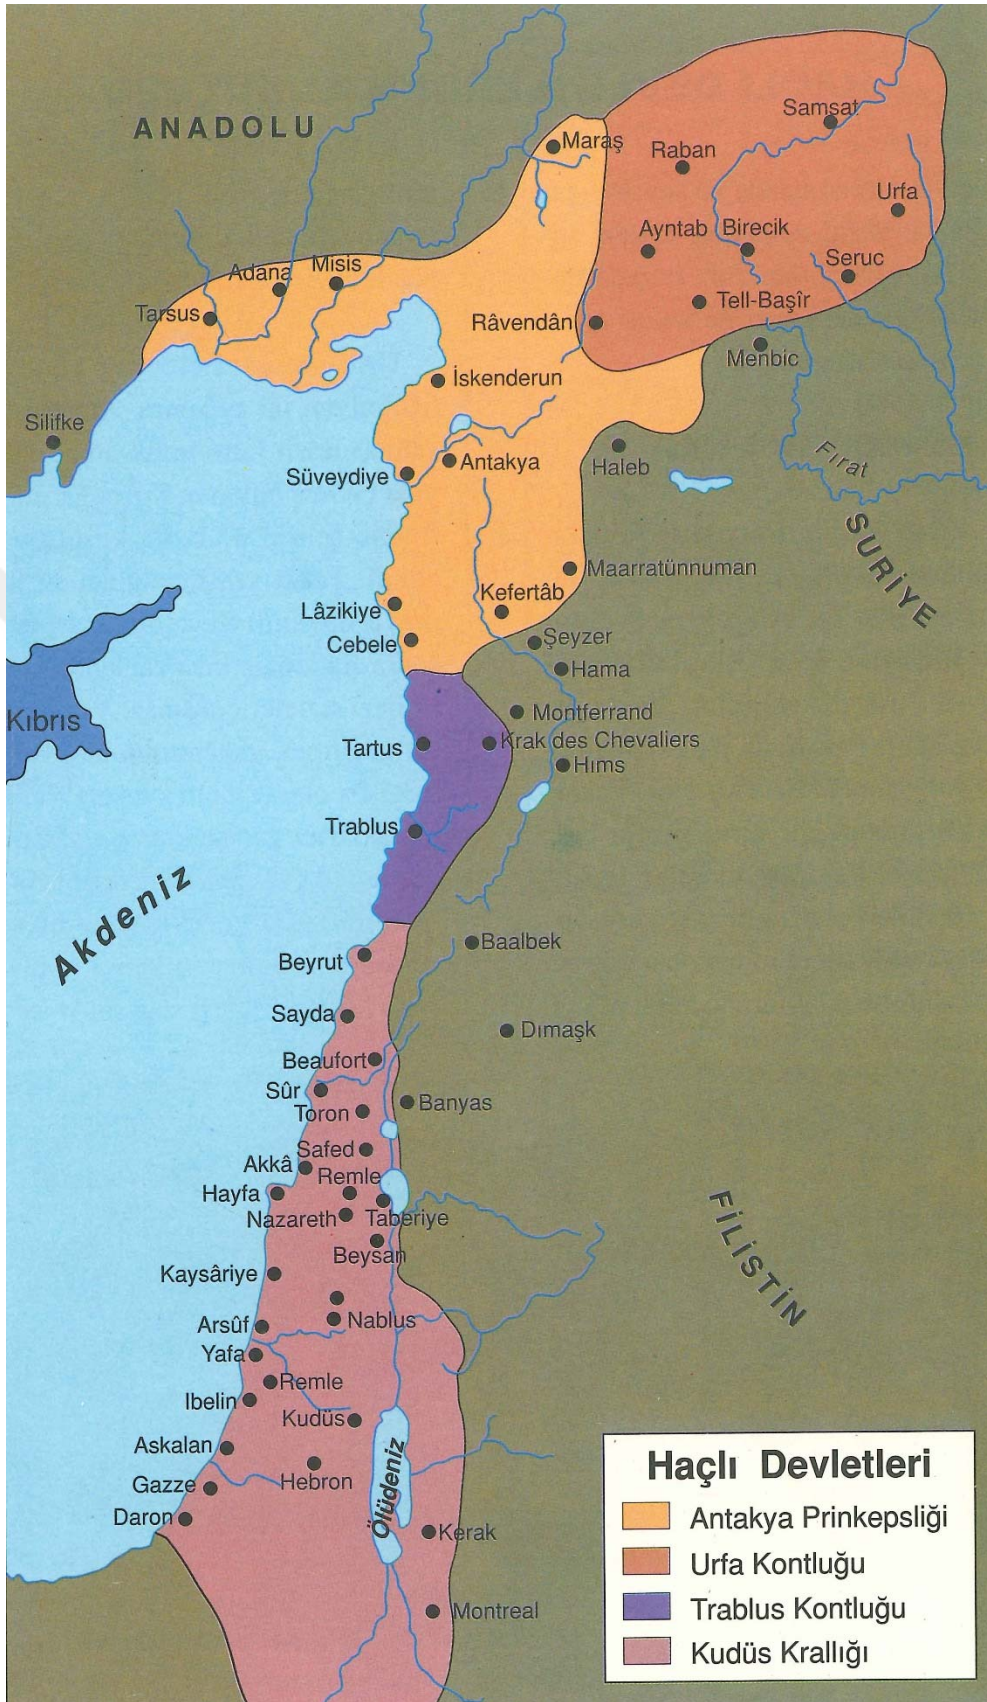 ANADOLU
Samsat
Maraş
Raban
Urfa
Ayntab
Birecik
Seruc
Adana
Misis
Tarsus
Tell-Başîr
Râvendân
Menbic
İskenderun
Silifke
Antakya
Haleb
Fırat
Süveydiye
SURİYE
Maarratünnuman
Kefertâb
Lâzikiye
Cebele
Şeyzer
Hama
Kıbrıs
Montferrand
Tartus
Krak des Chevaliers
Hıms
Trablus
Akdeniz
Baalbek
Beyrut
Sayda
Dımaşk
Beaufort
Sûr
Toron
Banyas
Safed
Akkâ
Remle
Hayfa
Nazareth
Taberiye
Beysan
FİLİSTİN
Kaysâriye
Nablus
Arsûf
Yafa
Remle
Ibelin
Kudüs
Askalan
Hebron
Gazze
Ölüdeniz
Daron
Kerak
Montreal
Haçlı Devletleri
Antakya Prinkepsliği
Urfa Kontluğu
Trablus Kontluğu
Kudüs Krallığı